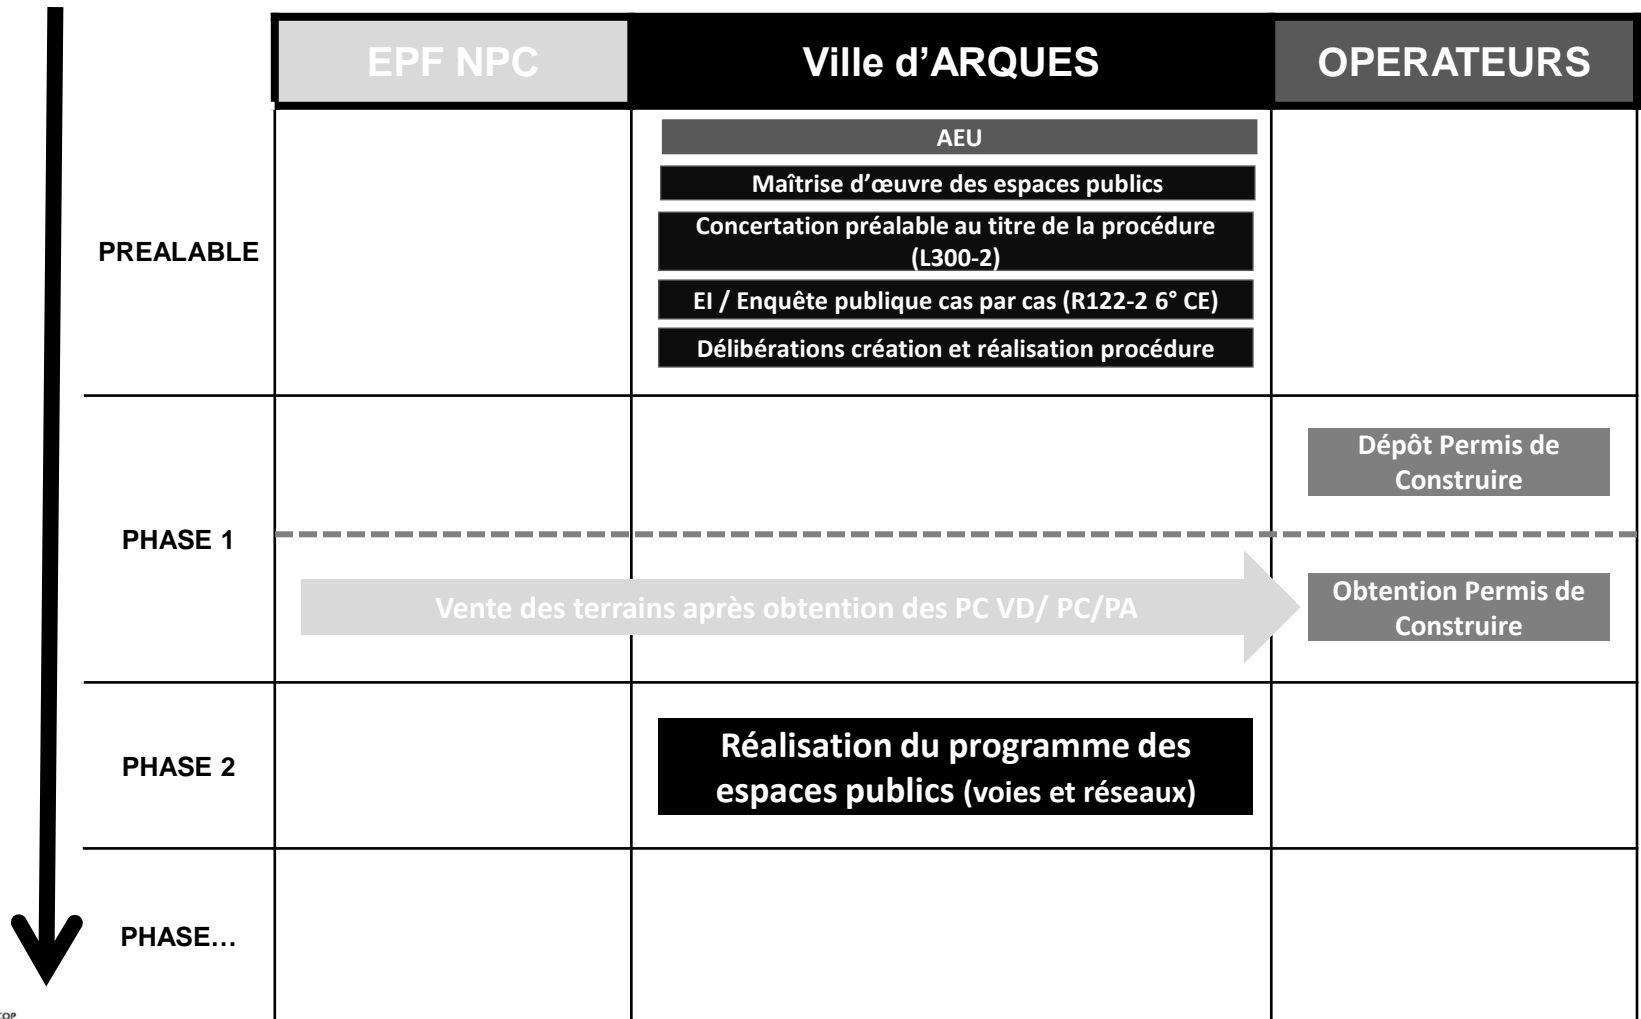 EPF NPC
Ville d'ARQUES
OPERATEURS
PREALABLE
AEU
Maîtrise d'œuvre des espaces publics
Concertation préalable au titre de la procédure
(L300-2)
EI / Enquête publique cas par cas (R122-2 6° CE)
Délibérations création et réalisation procédure
PHASE 1
Dépôt Permis de
Construire
Vente des terrains après obtention des PC VD/ PC/PA
Obtention Permis de
Construire
PHASE 2
Réalisation du programme des
espaces publics (voies et réseaux)
PHASE…